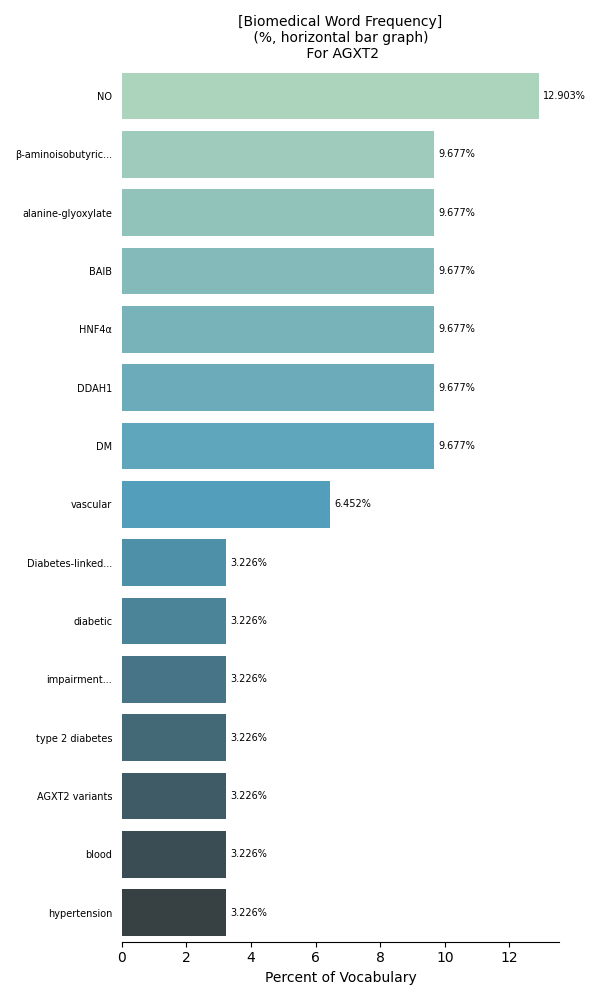 [Biomedical Word Frequency]
(%, horizontal bar graph)
For AGXT2
NO 12.903%
β-aminoisobutyric... 9.677%
alanine-glyoxylate 9.677%
BAIB 9.677%
HNF4α 9.677%
DDAH1 9.677%
DM 9.677%
vascular 6.452%
Diabetes-linked... 3.226%
diabetic 3.226%
impairment... 3.226%
type 2 diabetes 3.226%
AGXT2 variants 3.226%
blood 3.226%
hypertension 3.226%
0 2 4 6 8 10 12
Percent of Vocabulary